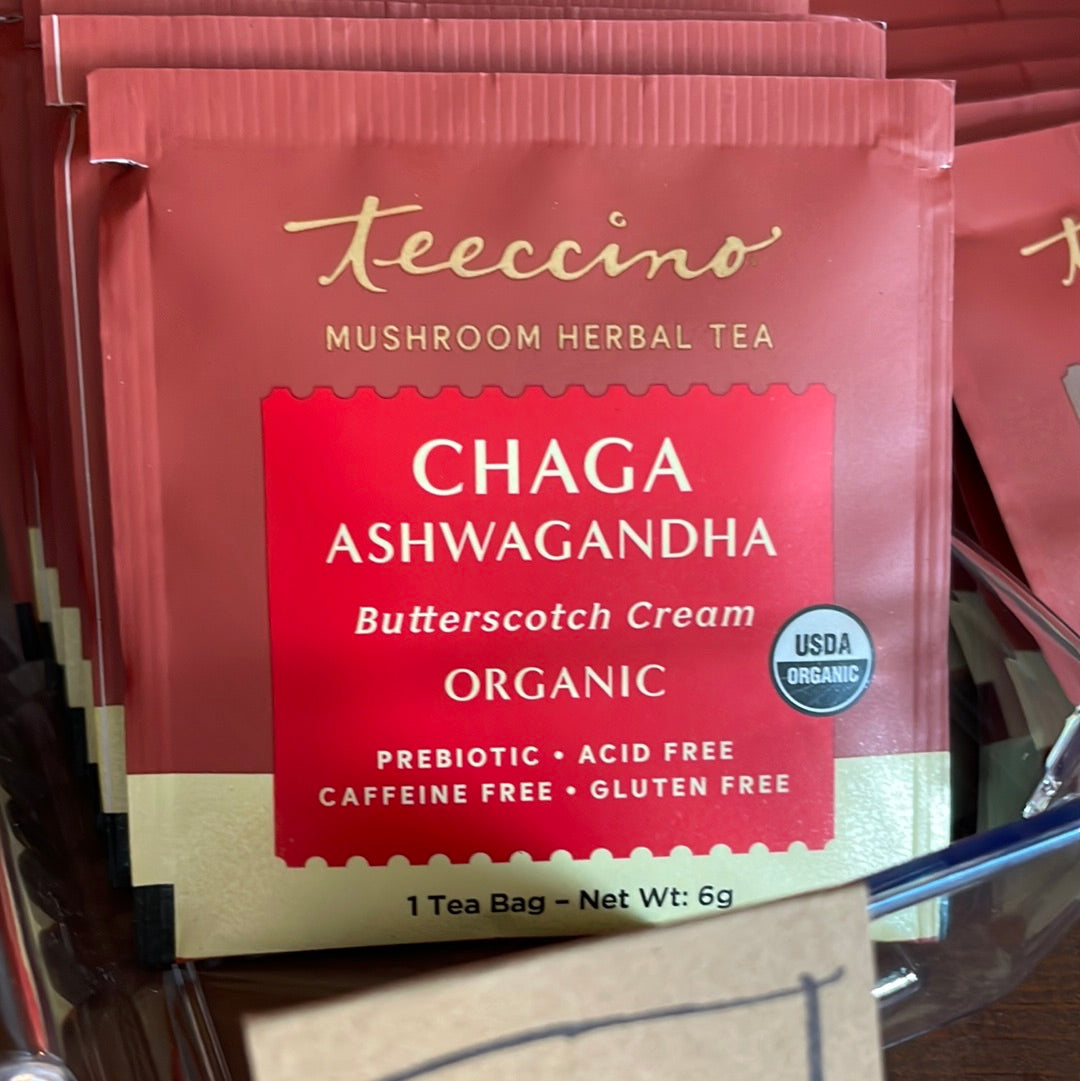 teeccino
MUSHROOM HERBAL TEA
CHAGA
ASHWAGANDHA
Butterscotch Cream
ORGANIC
USDA
ORGANIC
PREBIOTIC • ACID FREE
CAFFEINE FREE • GLUTEN FREE
1 Tea Bag – Net Wt: 6g